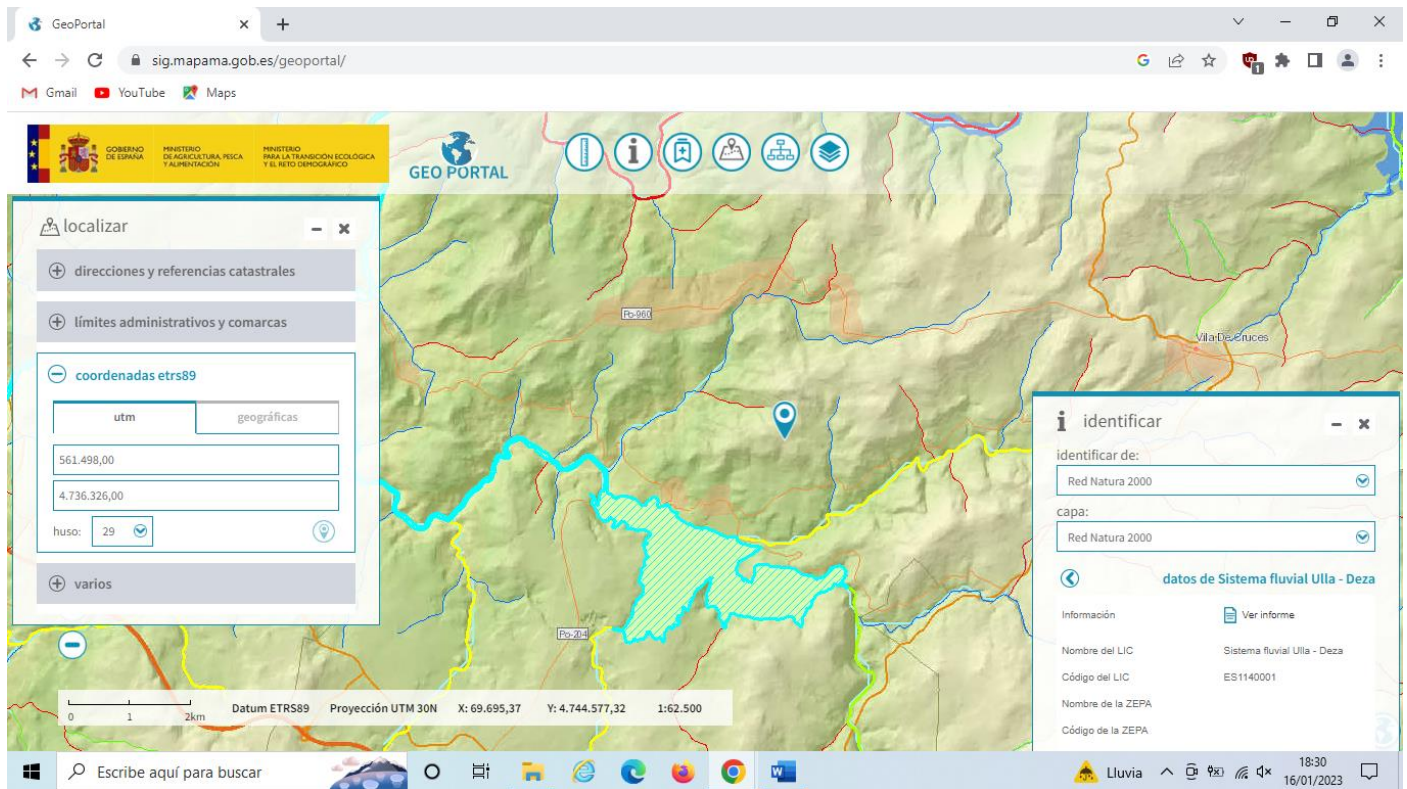 GeoPortal
sig.mapama.gob.es/geoportal/
G
1
Gmail YouTube Maps
GOBIERNO DE ESPAÑA
MINISTERIO DE AGRICULTURA, PESCA Y ALIMENTACIÓN
MINISTERIO PARA LA TRANSICIÓN ECOLÓGICA Y EL RETO DEMOGRÁFICO
GEO PORTAL
localizar
direcciones y referencias catastrales
límites administrativos y comarcas
coordenadas etrs89
utm geográficas
561.498,00
4.736.326,00
huso: 29
varios
Po-960
Vila De Cruces
Po-204
identificar
identificar de:
Red Natura 2000
capa:
Red Natura 2000
datos de Sistema fluvial Ulla - Deza
Información Ver informe
Nombre del LIC Sistema fluvial Ulla - Deza
Código del LIC ES1140001
Nombre de la ZEPA
Código de la ZEPA
0 1 2km
Datum ETRS89 Proyección UTM 30N X: 69.695,37 Y: 4.744.577,32 1:62.500
Escribe aquí para buscar
Lluvia
18:30
16/01/2023